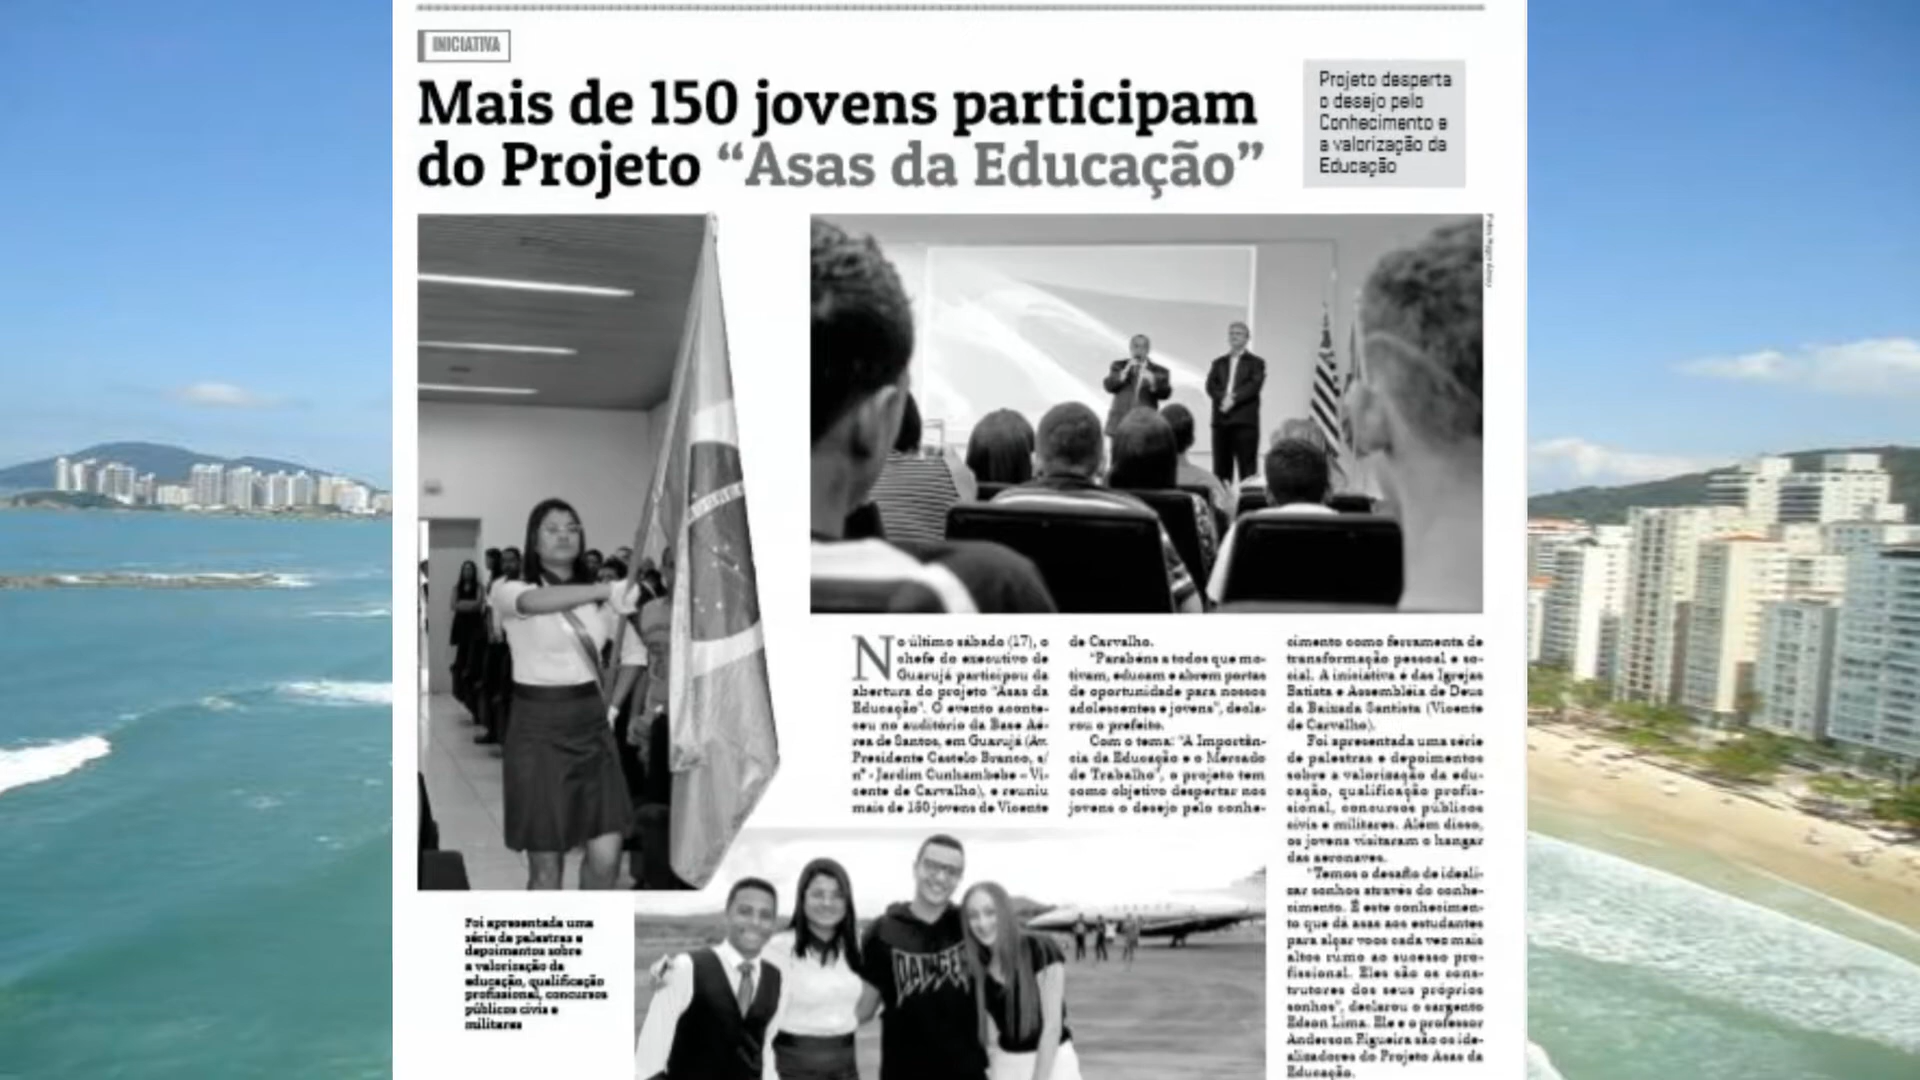 INICIATIVA
Mais de 150 jovens participam
do Projeto “Asas da Educação”
Projeto desperta
o desejo pelo
Conhecimento e
a valorização da
Educação
No último sábado (17), o
chefe do executivo de
Guarujá participou da
abertura do projeto "Asas da
Educação". O evento aconte-
ceu no auditório da Base Aé-
rea de Santos, em Guarujá (Av.
Presidente Castelo Branco, s/
nº - Jardim Cunhambebe – Vi-
cente de Carvalho), e reuniu
mais de 150 jovens de Vicente
de Carvalho.
"Parabéns a todos que mo-
tivam, educam e abrem portas
de oportunidade para nossos
adolescentes e jovens", decla-
rou o prefeito.
Com o tema: "A Importân-
cia da Educação e o Mercado
de Trabalho", o projeto tem
como objetivo despertar nos
jovens o desejo pelo conhe-
cimento como ferramenta de
transformação pessoal e so-
cial. A iniciativa é das Igrejas
Batista e Assembléia de Deus
da Baixada Santista (Vicente
de Carvalho).
Foi apresentada uma série
de palestras e depoimentos
sobre a valorização da edu-
cação, qualificação profis-
sional, concursos públicos
civis e militares. Além disso,
os jovens visitaram o hangar
das aeronaves.
"Temos o desafio de ideali-
zar sonhos através do conhe-
cimento. É este conhecimen-
to que dá asas aos estudantes
para alçar voos cada vez mais
altos rumo ao sucesso pro-
fissional. Eles são os cons-
trutores dos seus próprios
sonhos", declarou o sargento
Edson Lima. Ele e o professor
Anderson Figueira são os ide-
alizadores do Projeto Asas da
Educação.
Foi apresentada uma
série de palestras e
depoimentos sobre
a valorização da
educação, qualificação
profissional, concursos
públicos civis e
militares
DANGER